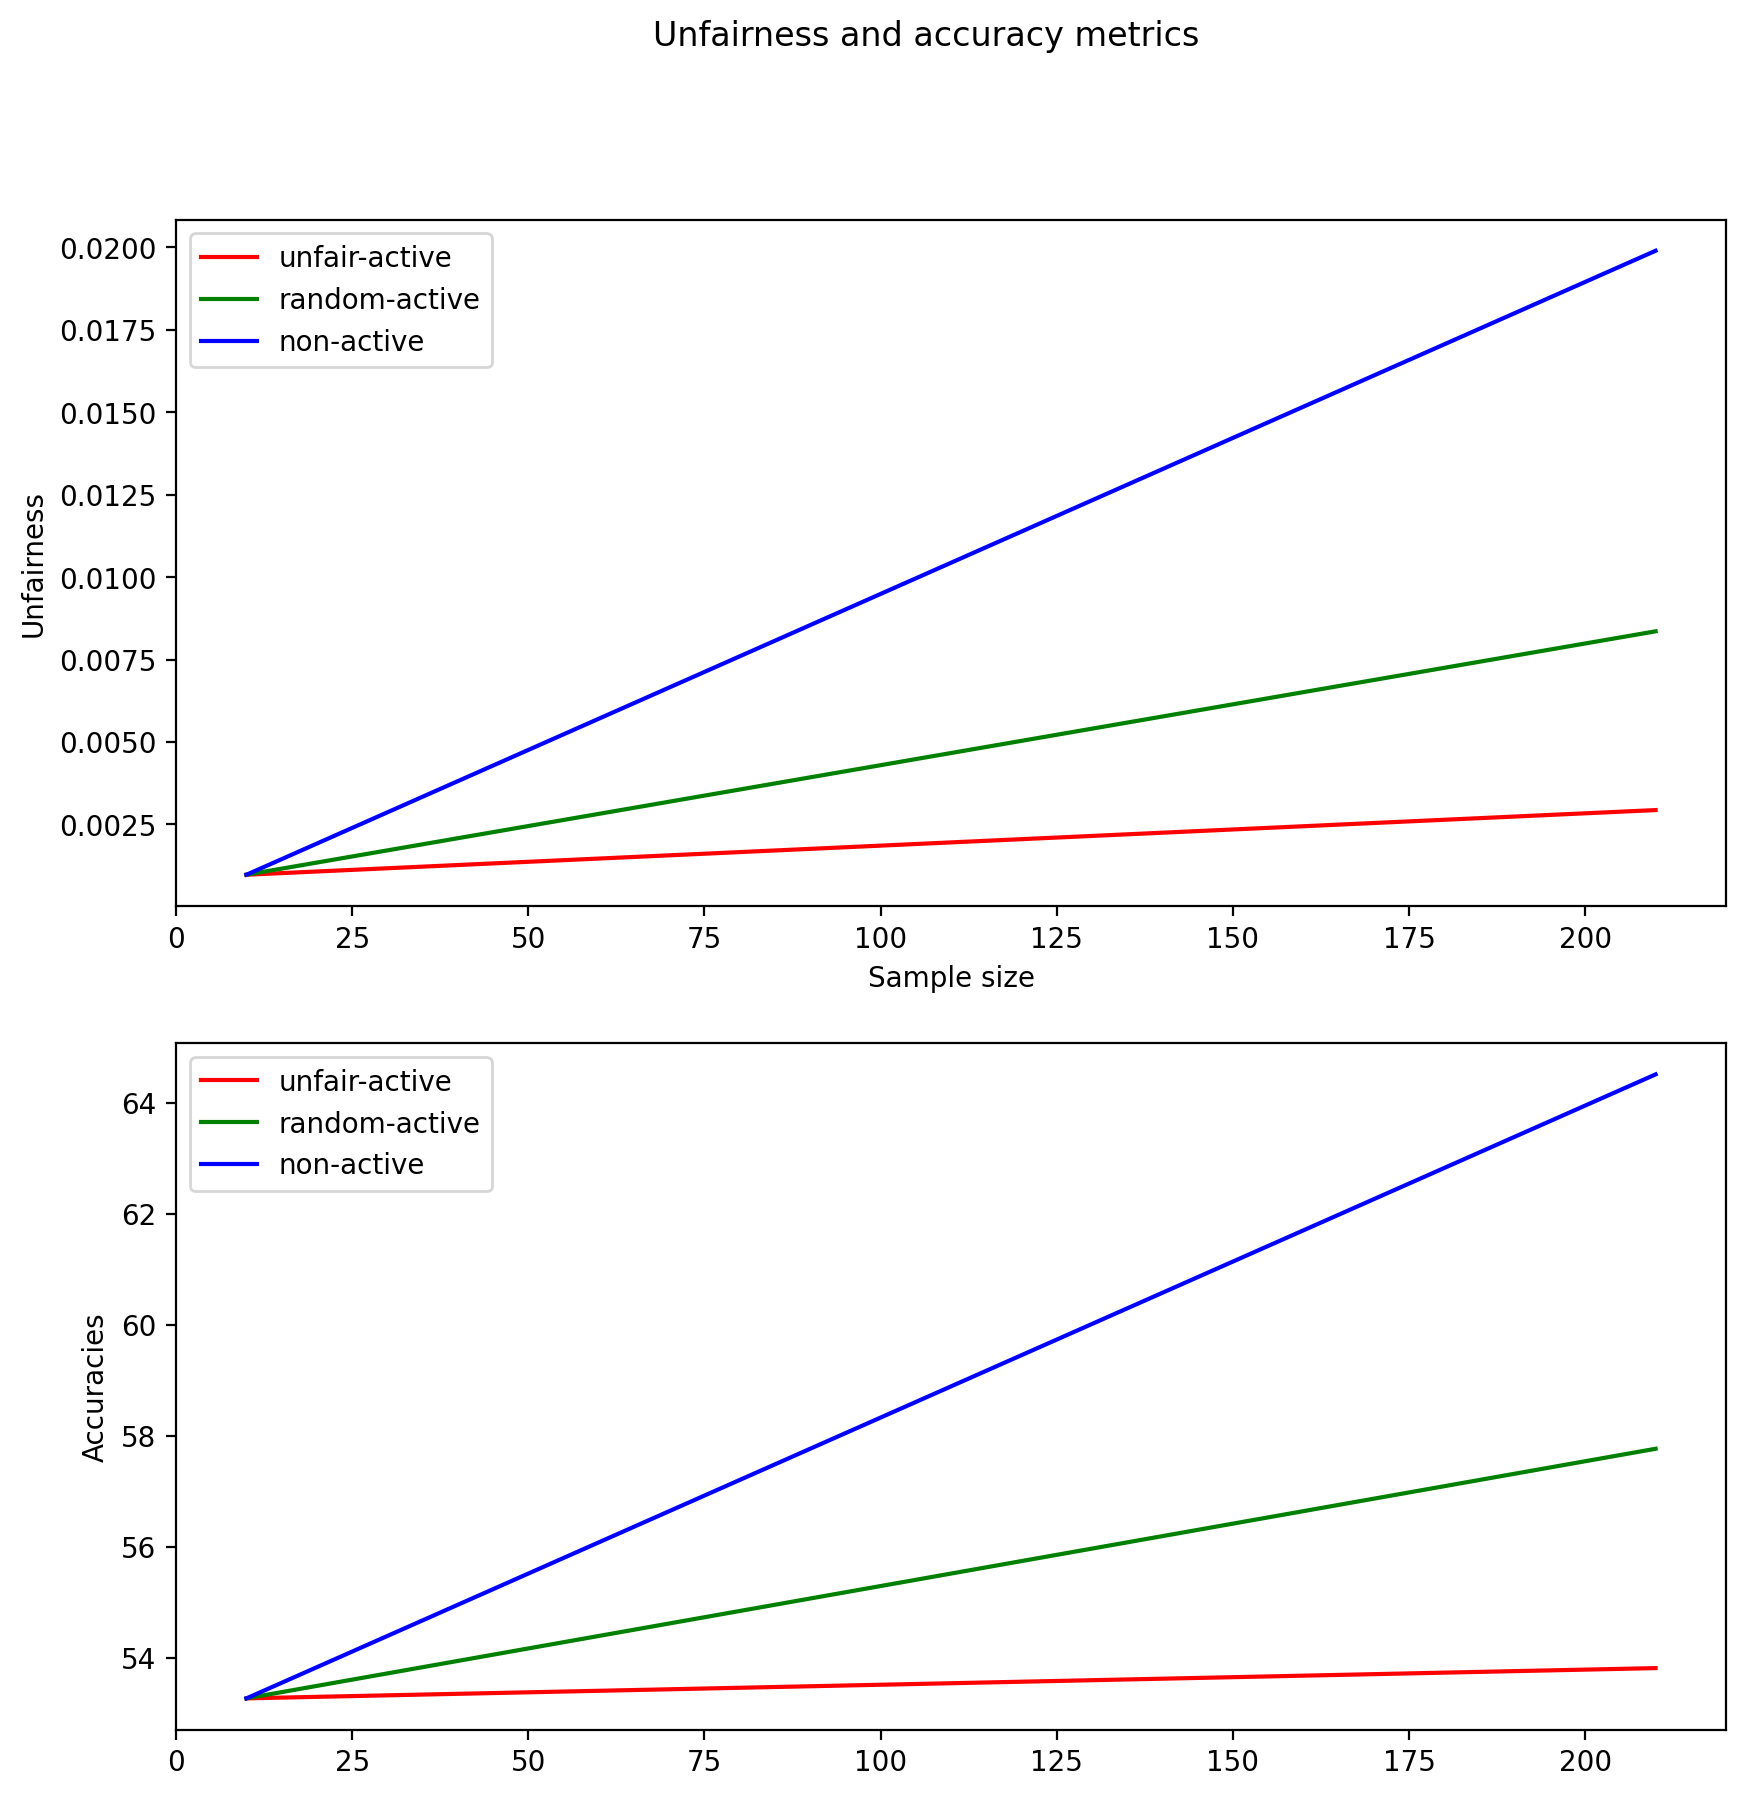 Unfairness and accuracy metrics
unfair-active
random-active
non-active
0.0200
0.0175
0.0150
0.0125
0.0100
0.0075
0.0050
0.0025
Unfairness
0 25 50 75 100 125 150 175 200
Sample size
unfair-active
random-active
non-active
64
62
60
58
56
54
Accuracies
0 25 50 75 100 125 150 175 200